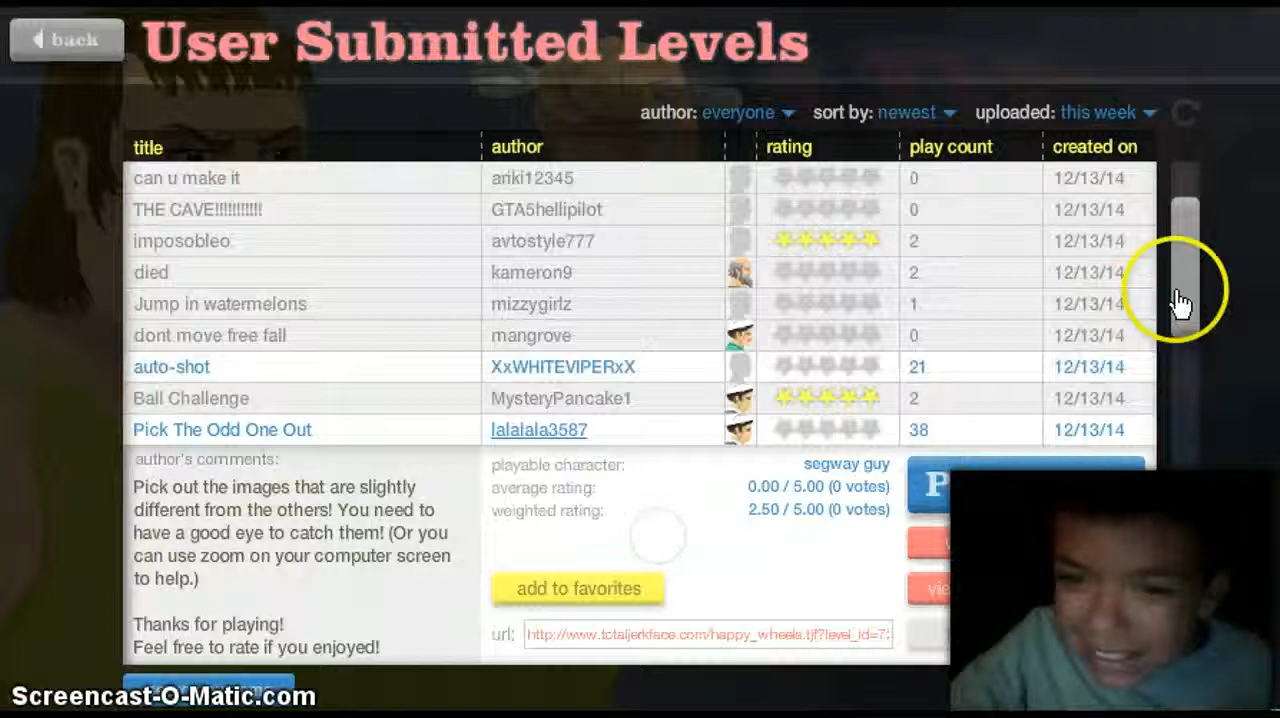 back
User Submitted Levels
author: everyone sort by: newest uploaded: this week
title author rating play count created on
can u make it ariki12345 0 12/13/14
THE CAVE!!!!!!!!!!! GTA5hellipilot 0 12/13/14
imposobleo avtostyle777 2 12/13/14
died kameron9 2 12/13/14
Jump in watermelons mizzygirlz 1 12/13/14
dont move free fall mangrove 0 12/13/14
auto-shot XxWHITEVIPERxX 21 12/13/14
Ball Challenge MysteryPancake1 2 12/13/14
Pick The Odd One Out lalalala3587 38 12/13/14
author's comments:
Pick out the images that are slightly
different from the others! You need to
have a good eye to catch them! (Or you
can use zoom on your computer screen
to help.)
Thanks for playing!
Feel free to rate if you enjoyed!
playable character: segway guy
average rating: 0.00 / 5.00 (0 votes)
weighted rating: 2.50 / 5.00 (0 votes)
add to favorites
url: http://www.totaljerkface.com/happy_wheels.tjf?level_id=7
Screencast-O-Matic.com